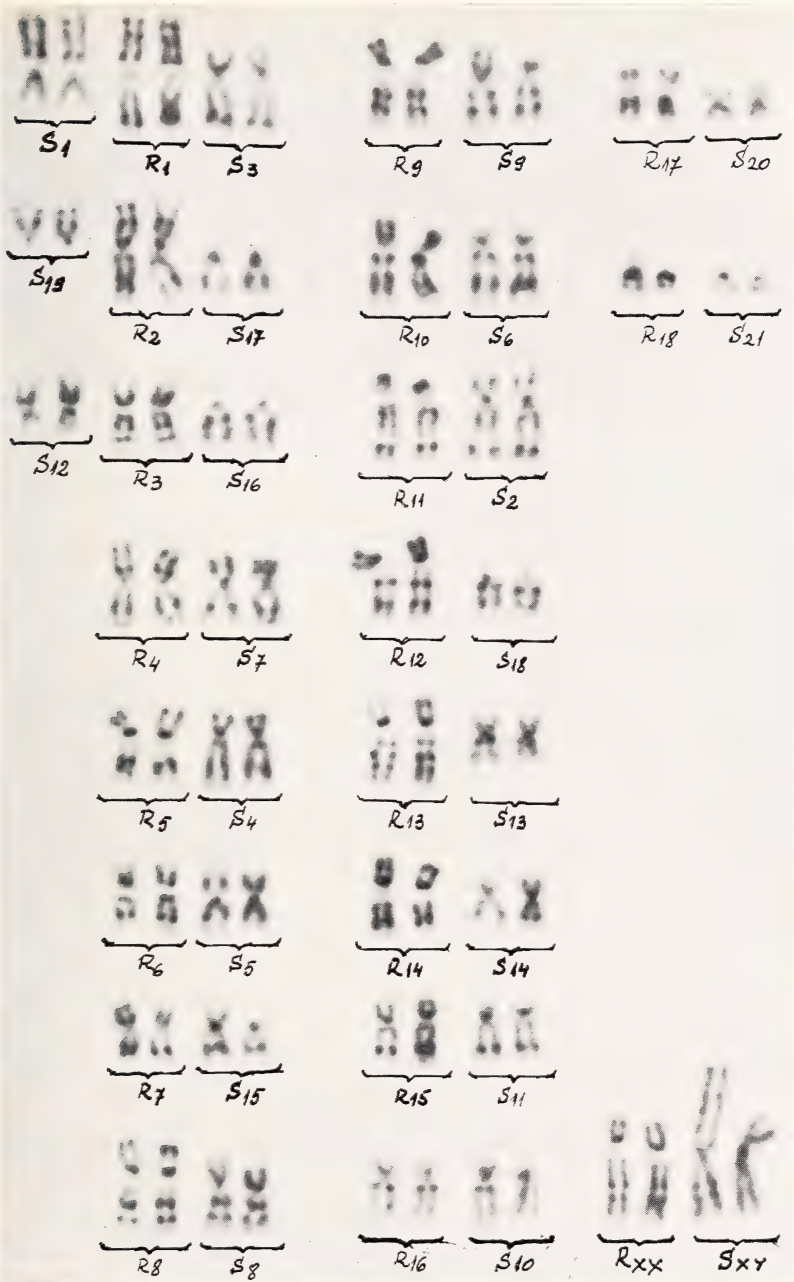 S1 R1 S3 R9 S9 R17 S20
S19 R2 S17 R10 S6 R18 S21
S12 R3 S16 R11 S2
R4 S7 R12 S18
R5 S4 R13 S13
R6 S5 R14 S14
R7 S15 R15 S11
R8 S8 R16 S10 RXX SXY